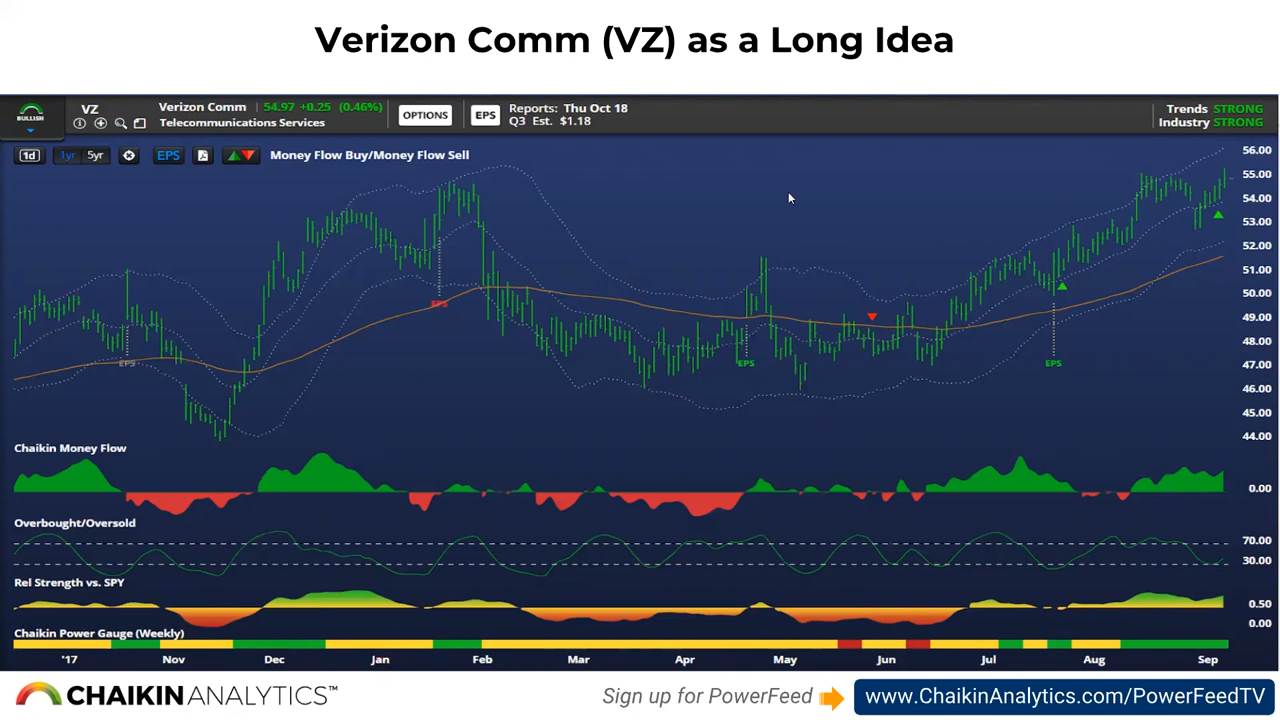 Verizon Comm (VZ) as a Long Idea
BULLISH
VZ
Verizon Comm 54.97 +0.25 (0.46%)
Telecommunications Services
OPTIONS
EPS
Reports: Thu Oct 18
Q3 Est. $1.18
Trends STRONG
Industry STRONG
1d 1yr 5yr EPS Money Flow Buy/Money Flow Sell
56.00
55.00
54.00
53.00
52.00
51.00
50.00
49.00
48.00
47.00
46.00
45.00
44.00
EPS
EPS
EPS
EPS
Chaikin Money Flow
0.00
Overbought/Oversold
70.00
30.00
Rel Strength vs. SPY
0.50
0.00
Chaikin Power Gauge (Weekly)
'17 Nov Dec Jan Feb Mar Apr May Jun Jul Aug Sep
CHAIKIN ANALYTICS™
Sign up for PowerFeed
www.ChaikinAnalytics.com/PowerFeedTV